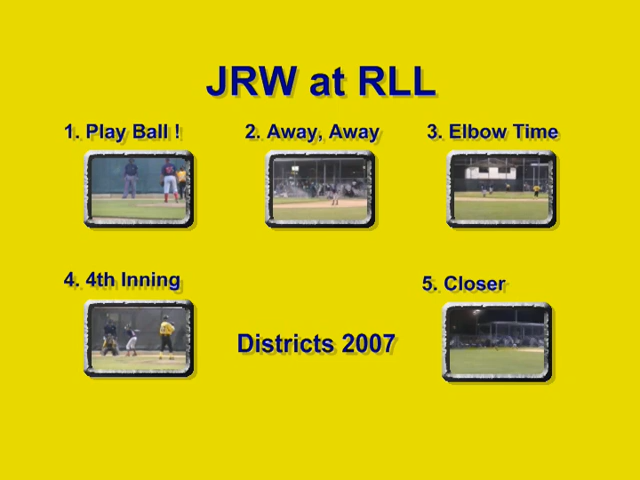 JRW at RLL
1. Play Ball !
2. Away, Away
3. Elbow Time
4. 4th Inning
5. Closer
Districts 2007